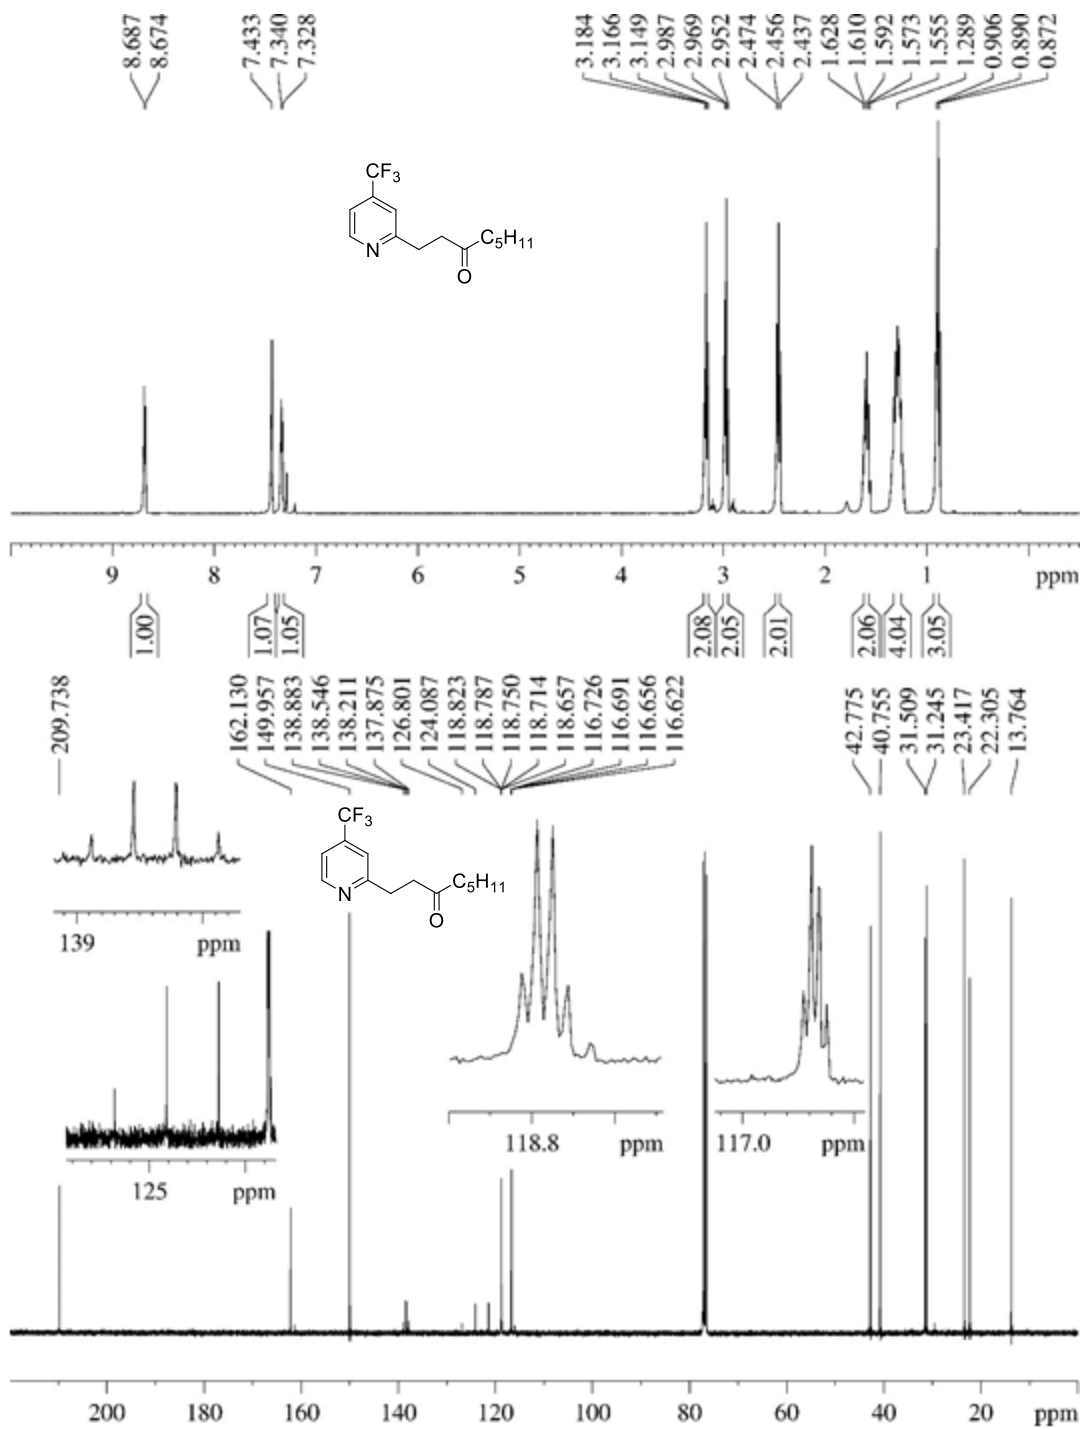 8.687 8.674 7.433 7.340 7.328 3.184 3.166 3.149 2.987 2.969 2.952 2.474 2.456 2.437 1.628 1.610 1.592 1.573 1.555 1.289 0.906 0.890 0.872
CF3
N
C5H11
O
9 8 7 6 5 4 3 2 1 ppm
1.00 1.07 1.05 2.08 2.05 2.01 2.06 4.04 3.05
209.738 162.130 149.957 138.883 138.546 138.211 137.875 126.801 124.087 118.823 118.787 118.750 118.714 118.657 116.726 116.691 116.656 116.622 42.775 40.755 31.509 31.245 23.417 22.305 13.764
CF3
N
C5H11
O
139 ppm
118.8 ppm
117.0 ppm
125 ppm
200 180 160 140 120 100 80 60 40 20 ppm